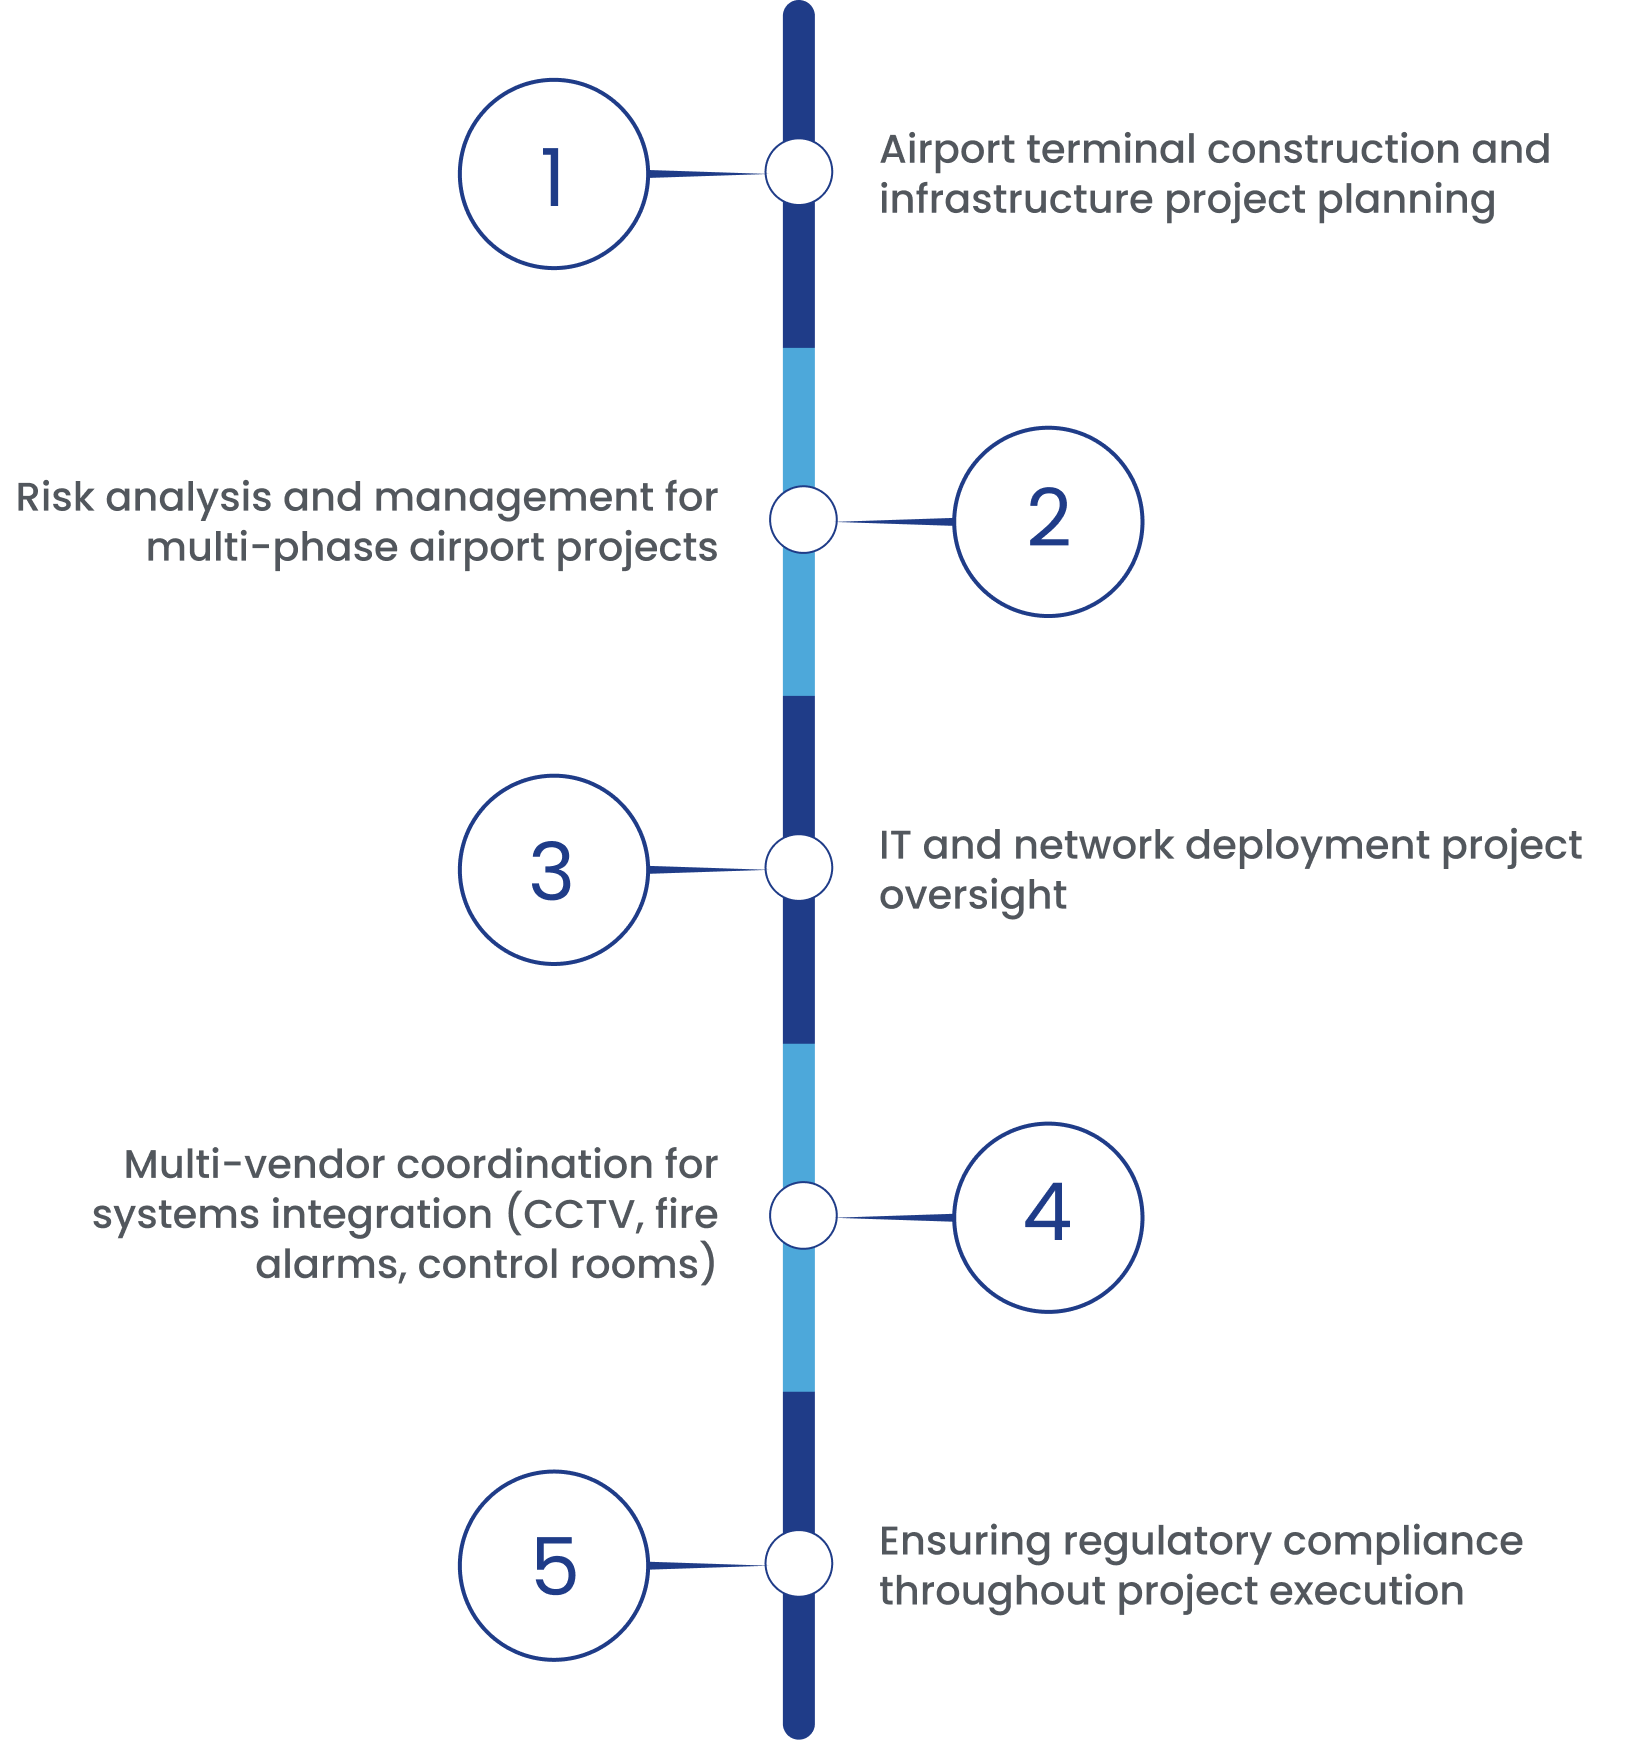 1
Airport terminal construction and
infrastructure project planning
Risk analysis and management for
multi-phase airport projects
2
3
IT and network deployment project
oversight
Multi-vendor coordination for
systems integration (CCTV, fire
alarms, control rooms)
4
5
Ensuring regulatory compliance
throughout project execution